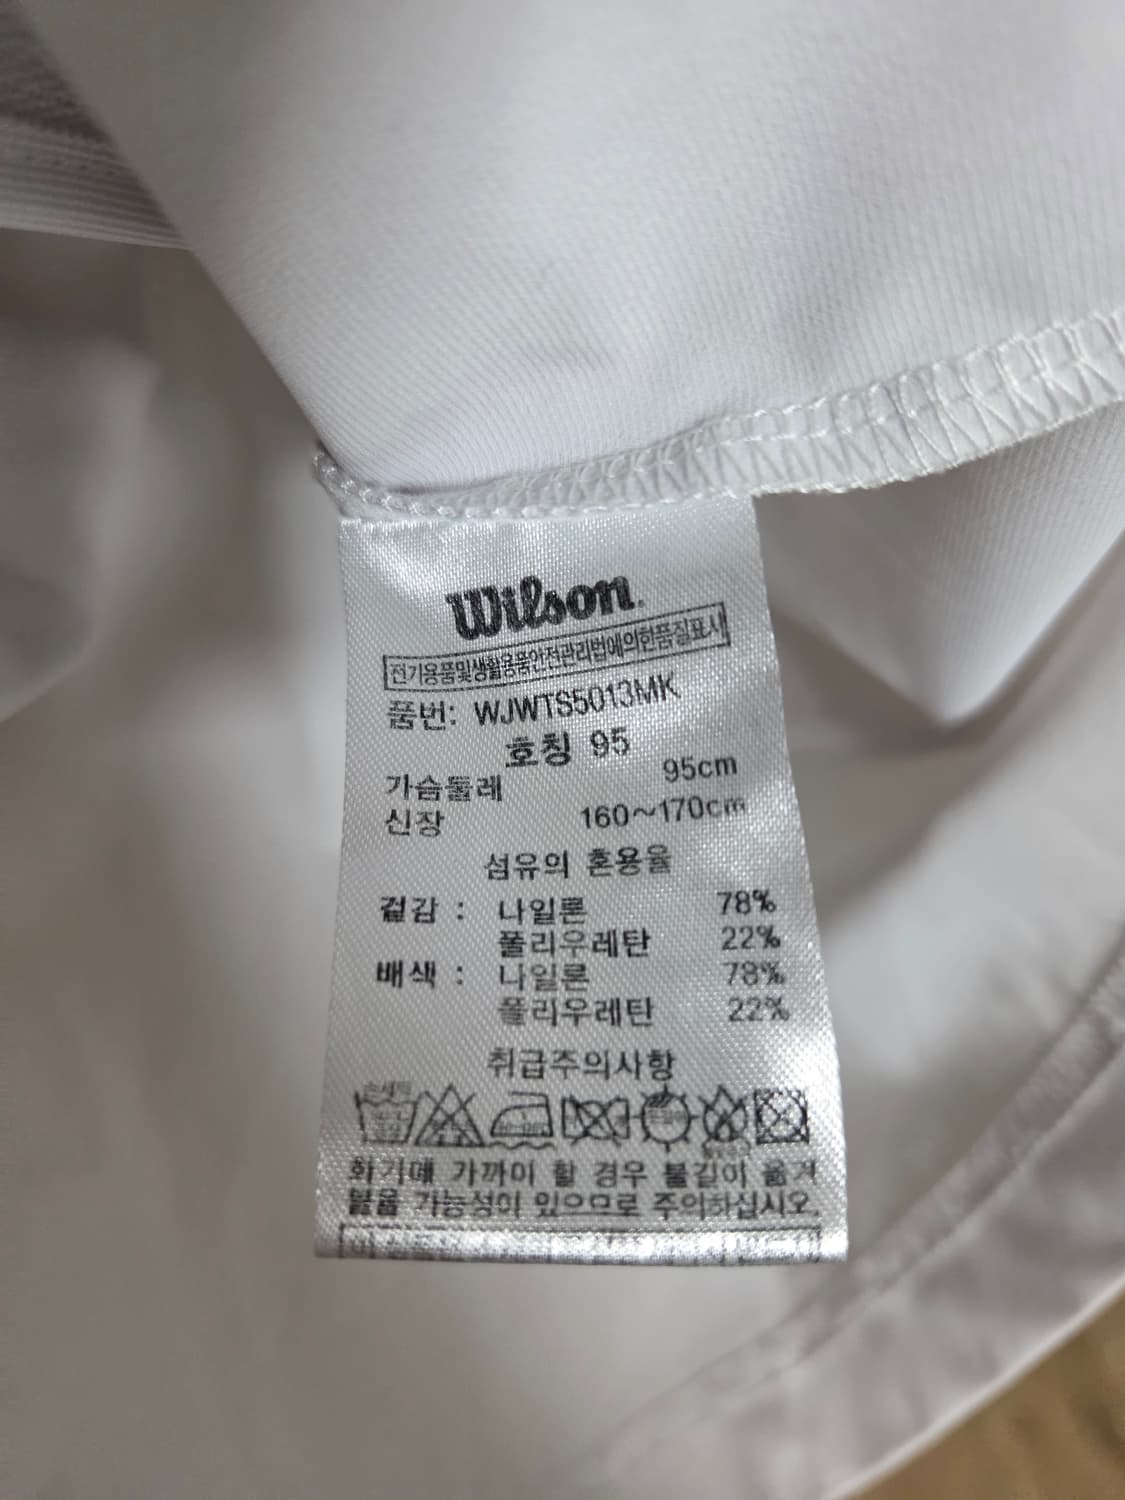 Wilson.
전기용품및생활용품안전관리법에의한품질표시
품번: WJWTS5013MK
호칭 95
가슴둘레 95cm
신장 160~170cm
섬유의 혼용율
겉감 : 나일론 78%
폴리우레탄 22%
배색 : 나일론 78%
폴리우레탄 22%
취급주의사항
손세탁
화기에 가까이 할 경우 불길이 옮겨
붙을 가능성이 있으므로 주의하십시오.